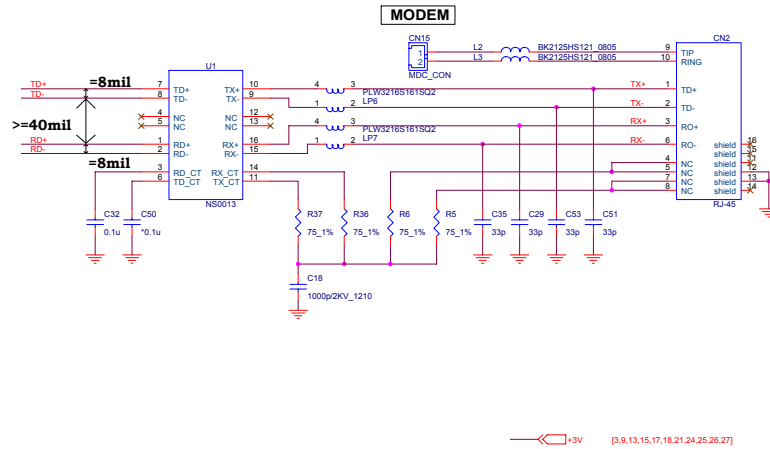 MODEM
CN15
1
2
MDC_CON
L2
BK2125HS121_0805
L3
BK2125HS121_0805
CN2
9
TIP
10
RING
U1
TD+
=8mil
7
TD+
TX+
10
4
3
PLW3216S161SQ2
TX+
1
TD+
TD-
8
TD-
TX-
9
1
2
LP6
TX-
2
TD-
4
NC
NC
12
5
NC
NC
13
>=40mil
4
3
PLW3216S161SQ2
RX+
3
RO+
RD+
1
RD+
RX+
16
1
2
LP7
RX-
6
RO-
RD-
2
RD-
RX-
15
=8mil
3
RD_CT
RX_CT
14
6
TD_CT
TX_CT
11
NS0013
4
NC
5
NC
7
NC
8
NC
shield
16
shield
15
shield
11
shield
12
shield
13
shield
14
RJ-45
C32
0.1u
C50
*0.1u
R37
75_1%
R36
75_1%
R6
75_1%
R5
75_1%
C35
33p
C29
33p
C53
33p
C51
33p
C18
1000p/2KV_1210
+3V
[3,9,13,15,17,18,21,24,25,26,27]